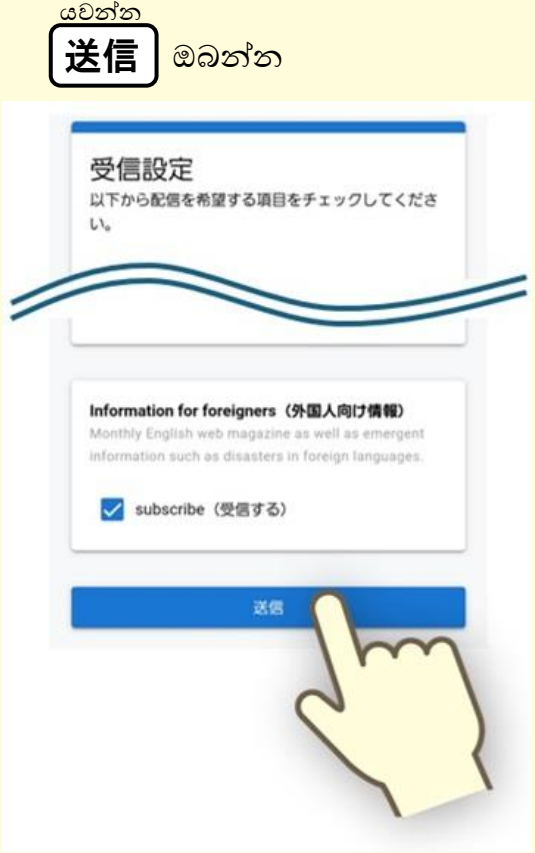 යවන්න
送信 ඔබන්න
受信設定
以下から配信を希望する項目をチェックしてくださ
い。
Information for foreigners（外国人向け情報）
Monthly English web magazine as well as emergent
information such as disasters in foreign languages.
subscribe（受信する）
送信